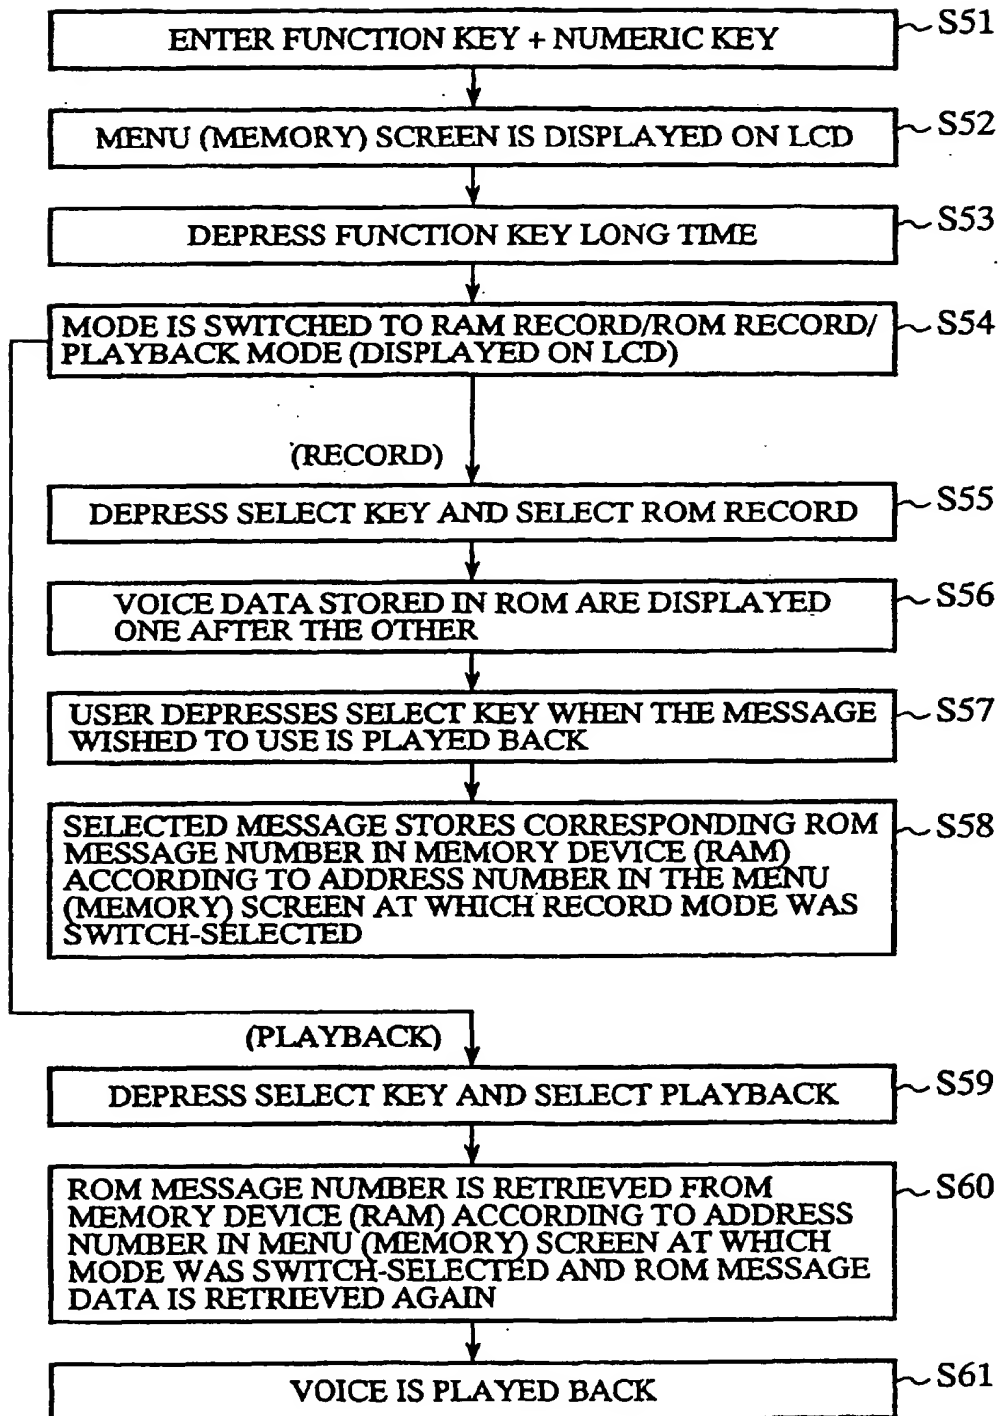 ENTER FUNCTION KEY + NUMERIC KEY
S51
MENU (MEMORY) SCREEN IS DISPLAYED ON LCD
S52
DEPRESS FUNCTION KEY LONG TIME
S53
MODE IS SWITCHED TO RAM RECORD/ROM RECORD/
PLAYBACK MODE (DISPLAYED ON LCD)
S54
(RECORD)
DEPRESS SELECT KEY AND SELECT ROM RECORD
S55
VOICE DATA STORED IN ROM ARE DISPLAYED
ONE AFTER THE OTHER
S56
USER DEPRESSES SELECT KEY WHEN THE MESSAGE
WISHED TO USE IS PLAYED BACK
S57
SELECTED MESSAGE STORES CORRESPONDING ROM
MESSAGE NUMBER IN MEMORY DEVICE (RAM)
ACCORDING TO ADDRESS NUMBER IN THE MENU
(MEMORY) SCREEN AT WHICH RECORD MODE WAS
SWITCH-SELECTED
S58
(PLAYBACK)
DEPRESS SELECT KEY AND SELECT PLAYBACK
S59
ROM MESSAGE NUMBER IS RETRIEVED FROM
MEMORY DEVICE (RAM) ACCORDING TO ADDRESS
NUMBER IN MENU (MEMORY) SCREEN AT WHICH
MODE WAS SWITCH-SELECTED AND ROM MESSAGE
DATA IS RETRIEVED AGAIN
S60
VOICE IS PLAYED BACK
S61